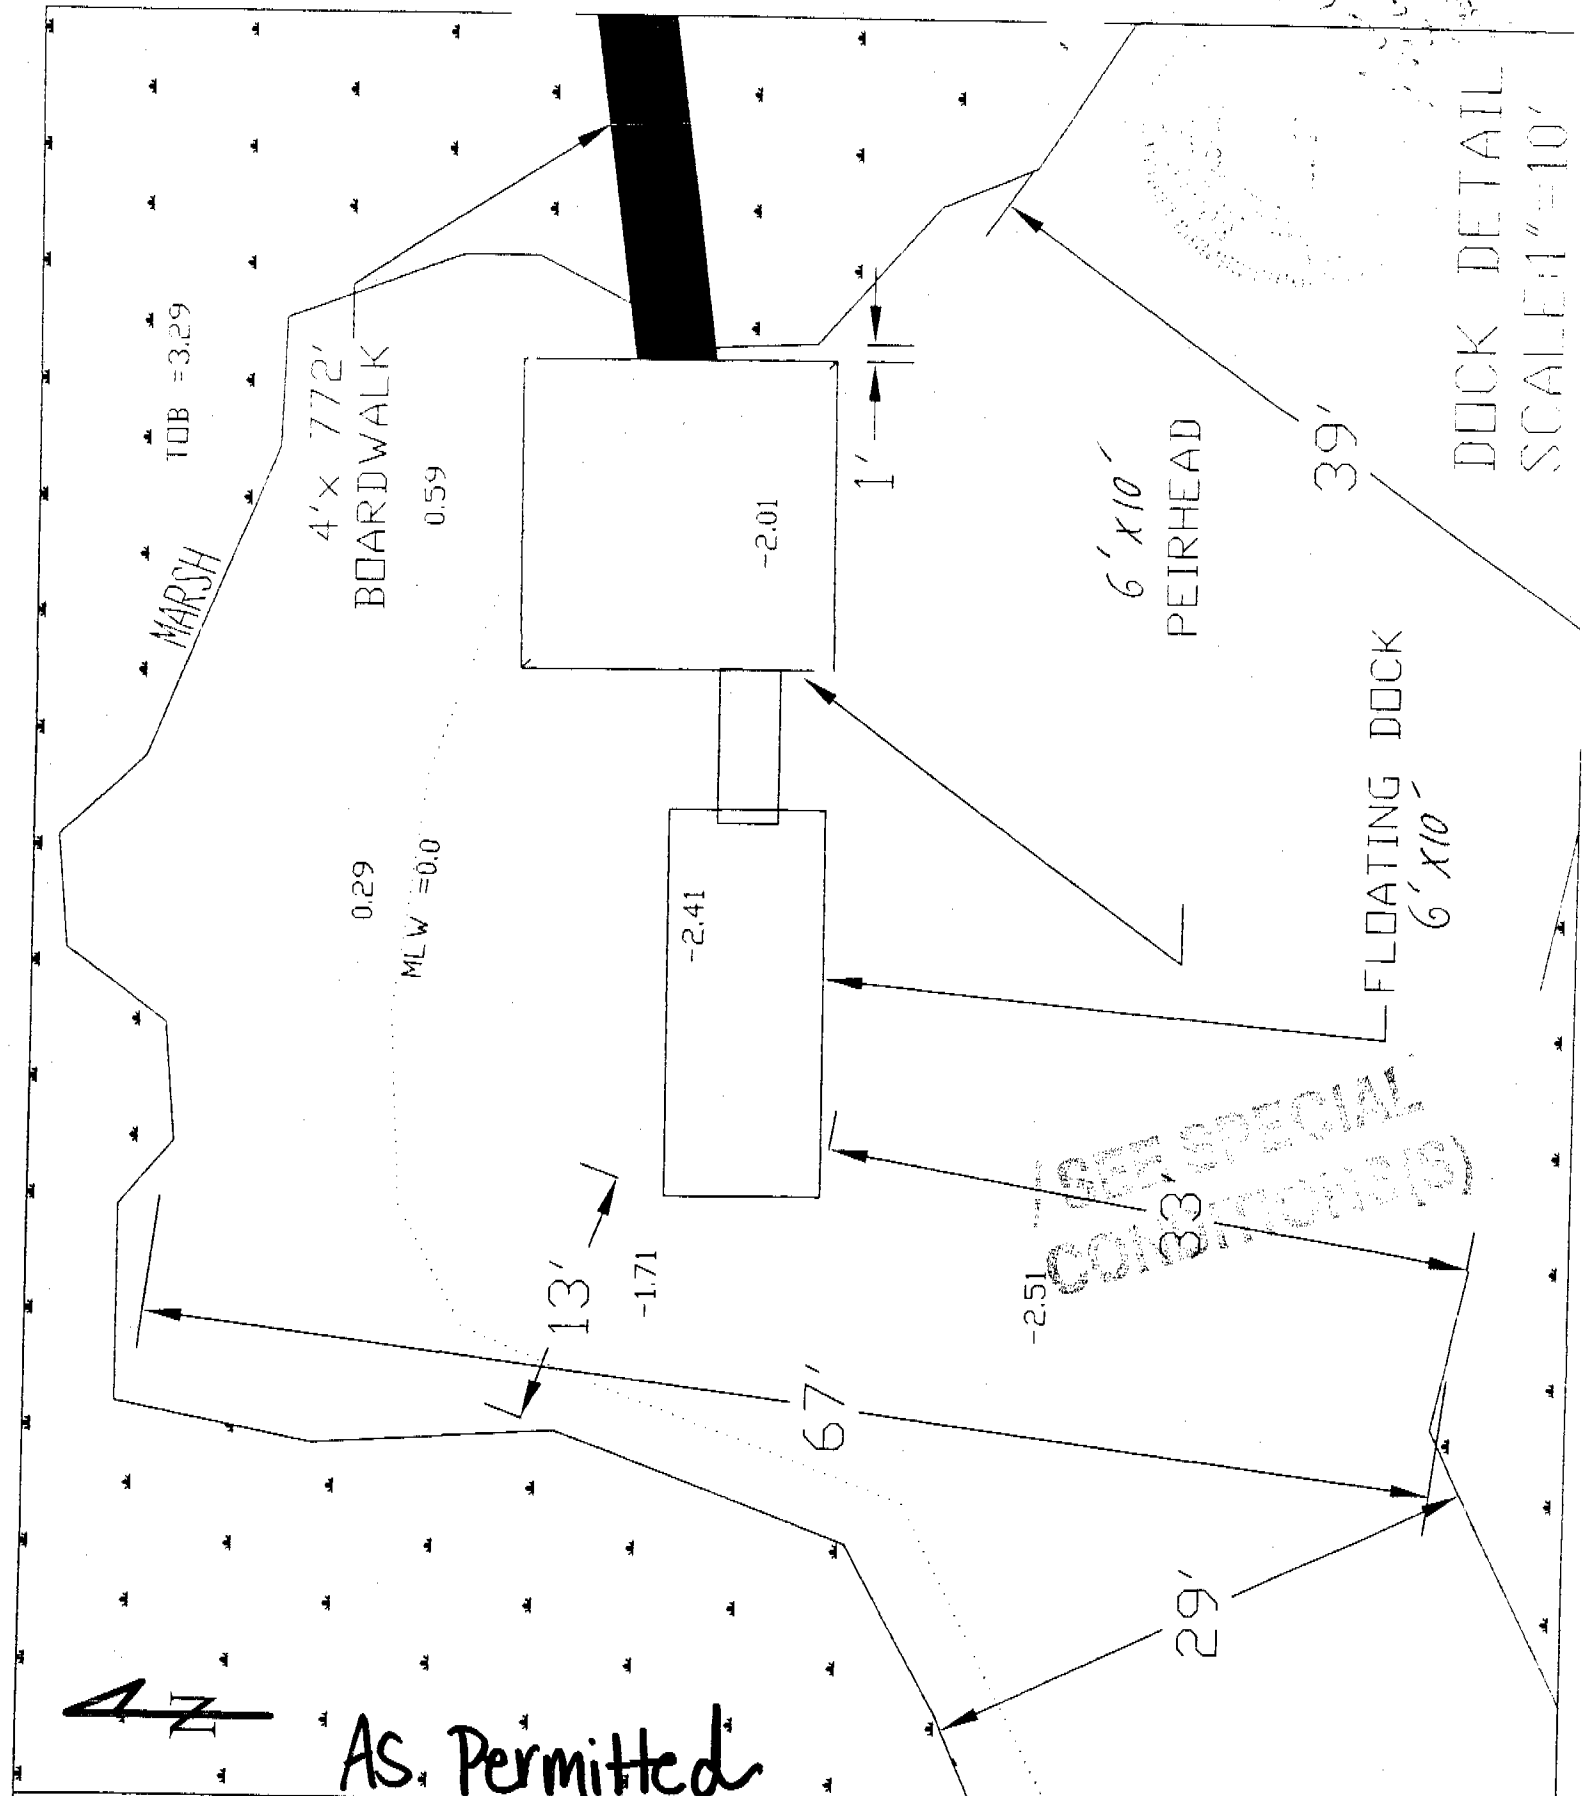 DOCK DETAIL
SCALE:1"=10'
TOB =3.29
MARSH
4'x 772'
BOARDWALK
0.59
0.29
MLW =0.0
-2.01
1'
6' x10'
PEIRHEAD
39'
-2.41
FLOATING DOCK
6' x10'
SEE SPECIAL
CONDITIONS(S)
33'
13'
-1.71
-2.51
67'
29'
N
As. Permitted